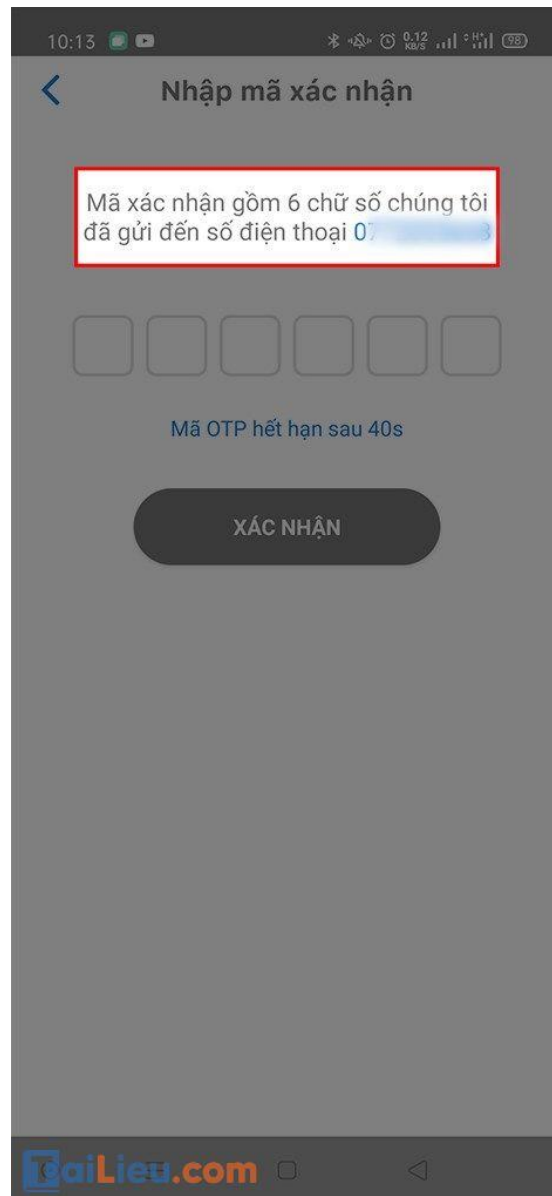 10:13
0.12
KB/S
98
Nhập mã xác nhận
Mã xác nhận gồm 6 chữ số chúng tôi
đã gửi đến số điện thoại
Mã OTP hết hạn sau 40s
XÁC NHẬN
TaiLieu.com